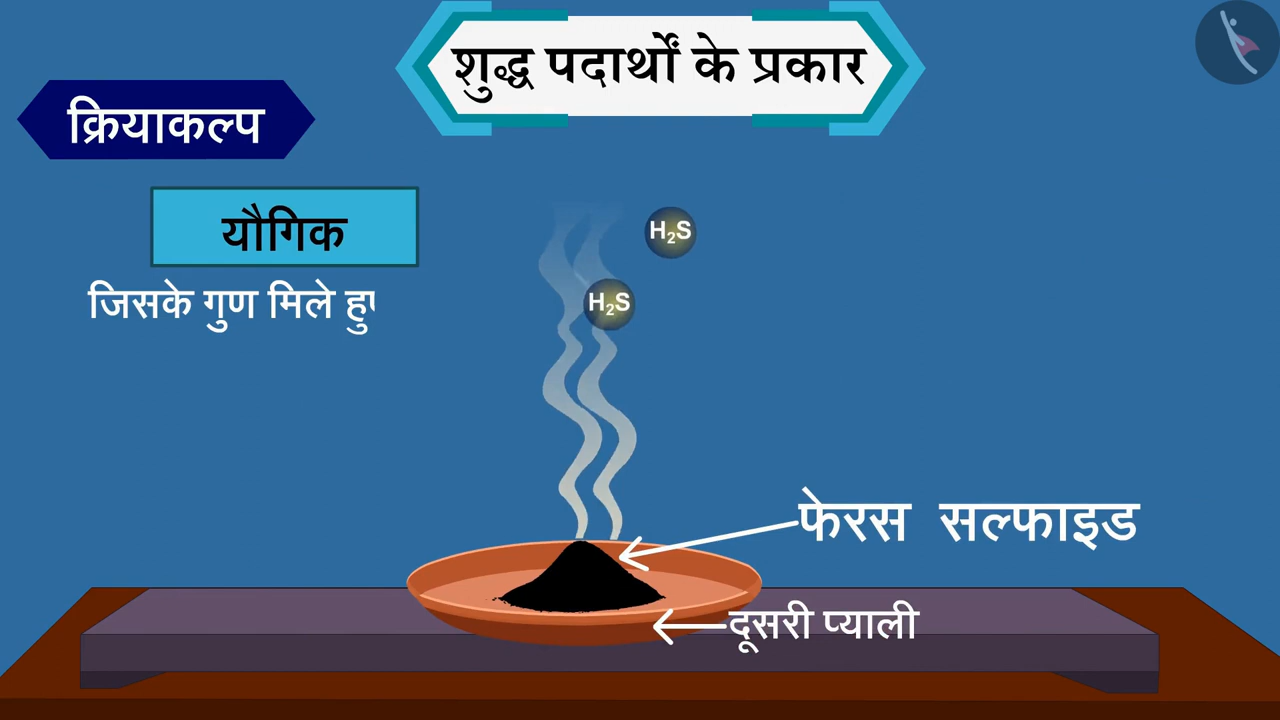 शुद्ध पदार्थों के प्रकार
क्रियाकल्प
यौगिक
जिसके गुण मिले
H₂S
H₂S
फेरस सल्फाइड
दूसरी प्याली